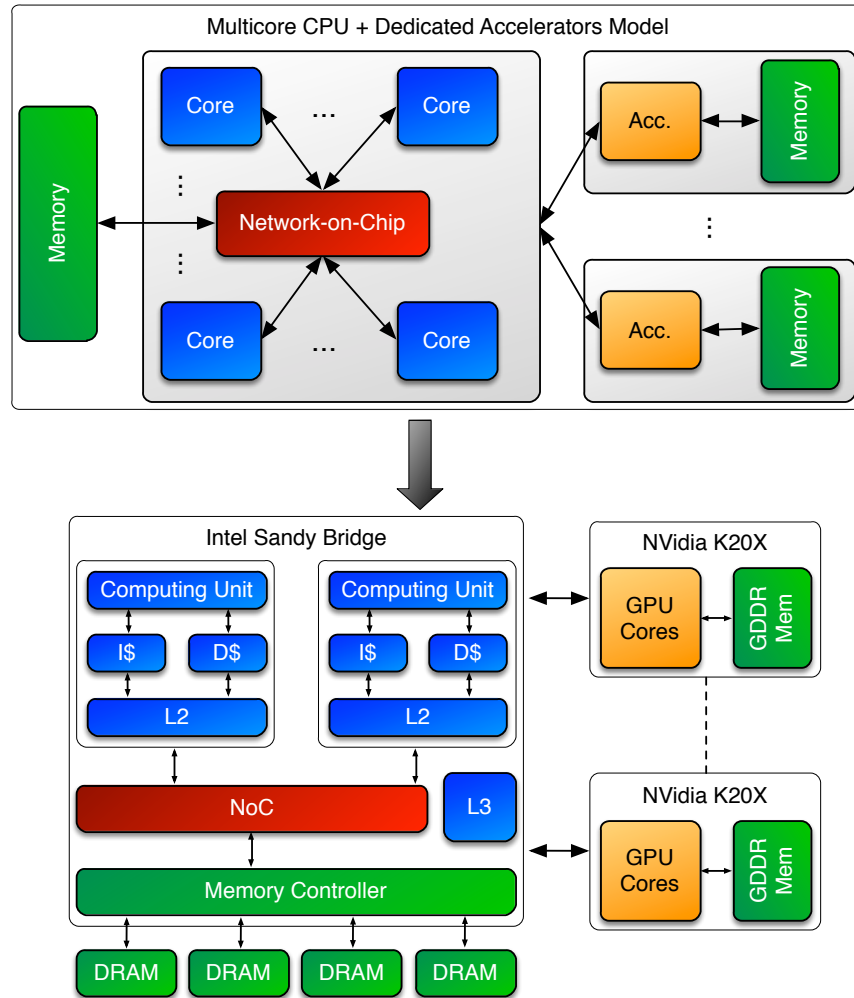 Multicore CPU + Dedicated Accelerators Model
Memory
Core
...
Core
...
Network-on-Chip
...
Core
...
Core
Acc.
Memory
...
Acc.
Memory
Intel Sandy Bridge
Computing Unit
I$
D$
L2
Computing Unit
I$
D$
L2
NoC
L3
Memory Controller
DRAM
DRAM
DRAM
DRAM
NVidia K20X
GPU
Cores
GDDR
Mem
NVidia K20X
GPU
Cores
GDDR
Mem